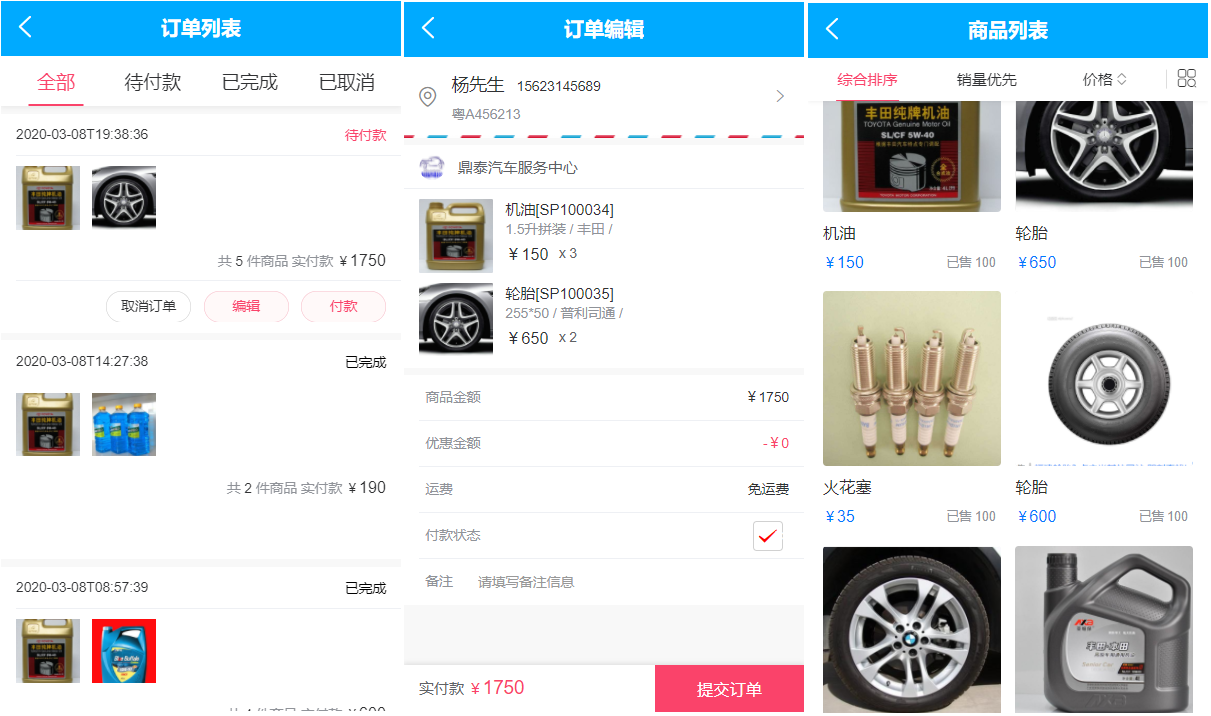 订单列表
全部 待付款 已完成 已取消
2020-03-08T19:38:36 待付款
共 5 件商品 实付款 ¥1750
取消订单 编辑 付款
2020-03-08T14:27:38 已完成
共 2 件商品 实付款 ¥190
2020-03-08T08:57:39 已完成
订单编辑
杨先生 15623145689
粤A456213
鼎泰汽车服务中心
机油[SP100034]
1.5升拼装 / 丰田 /
¥150 x 3
轮胎[SP100035]
255*50 / 普利司通 /
¥650 x 2
商品金额 ¥1750
优惠金额 -¥0
运费 免运费
付款状态
备注 请填写备注信息
实付款 ¥1750 提交订单
商品列表
综合排序 销量优先 价格
丰田纯牌机油
TOYOTA Genuine Motor Oil
SL/CF 5W-40
机油
¥150 已售 100
轮胎
¥650 已售 100
火花塞
¥35 已售 100
轮胎
¥600 已售 100
丰田·本田